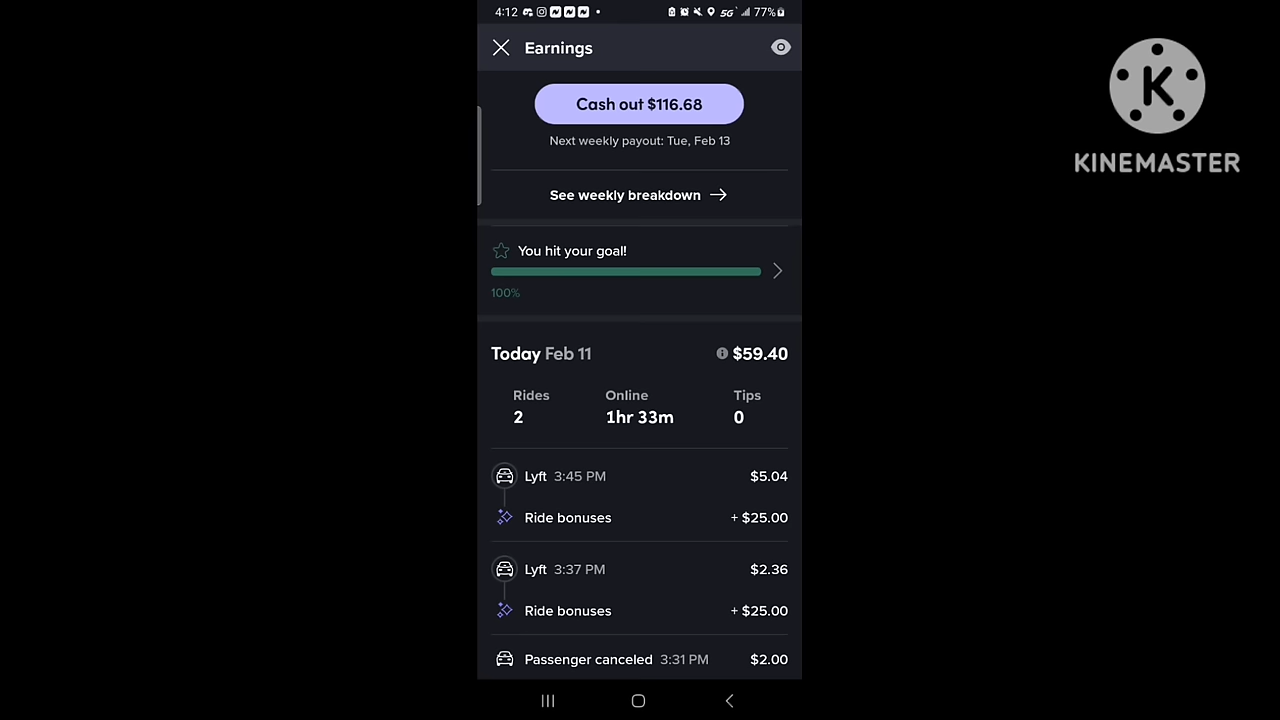 4:12
5G
77%
Earnings
Cash out $116.68
Next weekly payout: Tue, Feb 13
See weekly breakdown →
You hit your goal!
100%
Today Feb 11 $59.40
Rides Online Tips
2 1hr 33m 0
Lyft 3:45 PM $5.04
Ride bonuses + $25.00
Lyft 3:37 PM $2.36
Ride bonuses + $25.00
Passenger canceled 3:31 PM $2.00
K
KINEMASTER